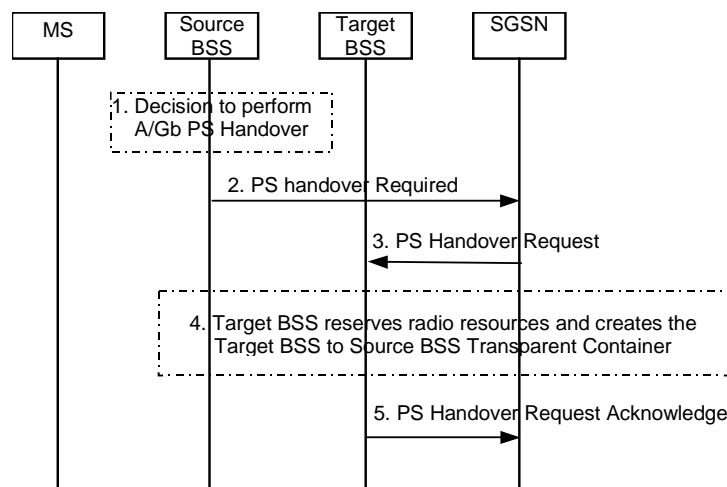 MS
Source
BSS
Target
BSS
SGSN
1. Decision to perform
A/Gb PS Handover
2. PS handover Required
3. PS Handover Request
4. Target BSS reserves radio resources and creates the
Target BSS to Source BSS Transparent Container
5. PS Handover Request Acknowledge